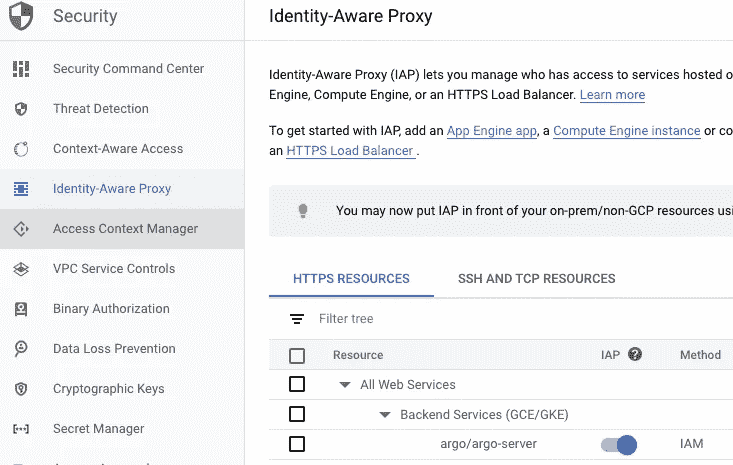 Security
Security Command Center
Threat Detection
Context-Aware Access
Identity-Aware Proxy
Access Context Manager
VPC Service Controls
Binary Authorization
Data Loss Prevention
Cryptographic Keys
Secret Manager
Identity-Aware Proxy
Identity-Aware Proxy (IAP) lets you manage who has access to services hosted o
Engine, Compute Engine, or an HTTPS Load Balancer. Learn more
To get started with IAP, add an App Engine app, a Compute Engine instance or co
an HTTPS Load Balancer .
You may now put IAP in front of your on-prem/non-GCP resources usi
HTTPS RESOURCES SSH AND TCP RESOURCES
Filter tree
Resource IAP Method
All Web Services
Backend Services (GCE/GKE)
argo/argo-server IAM